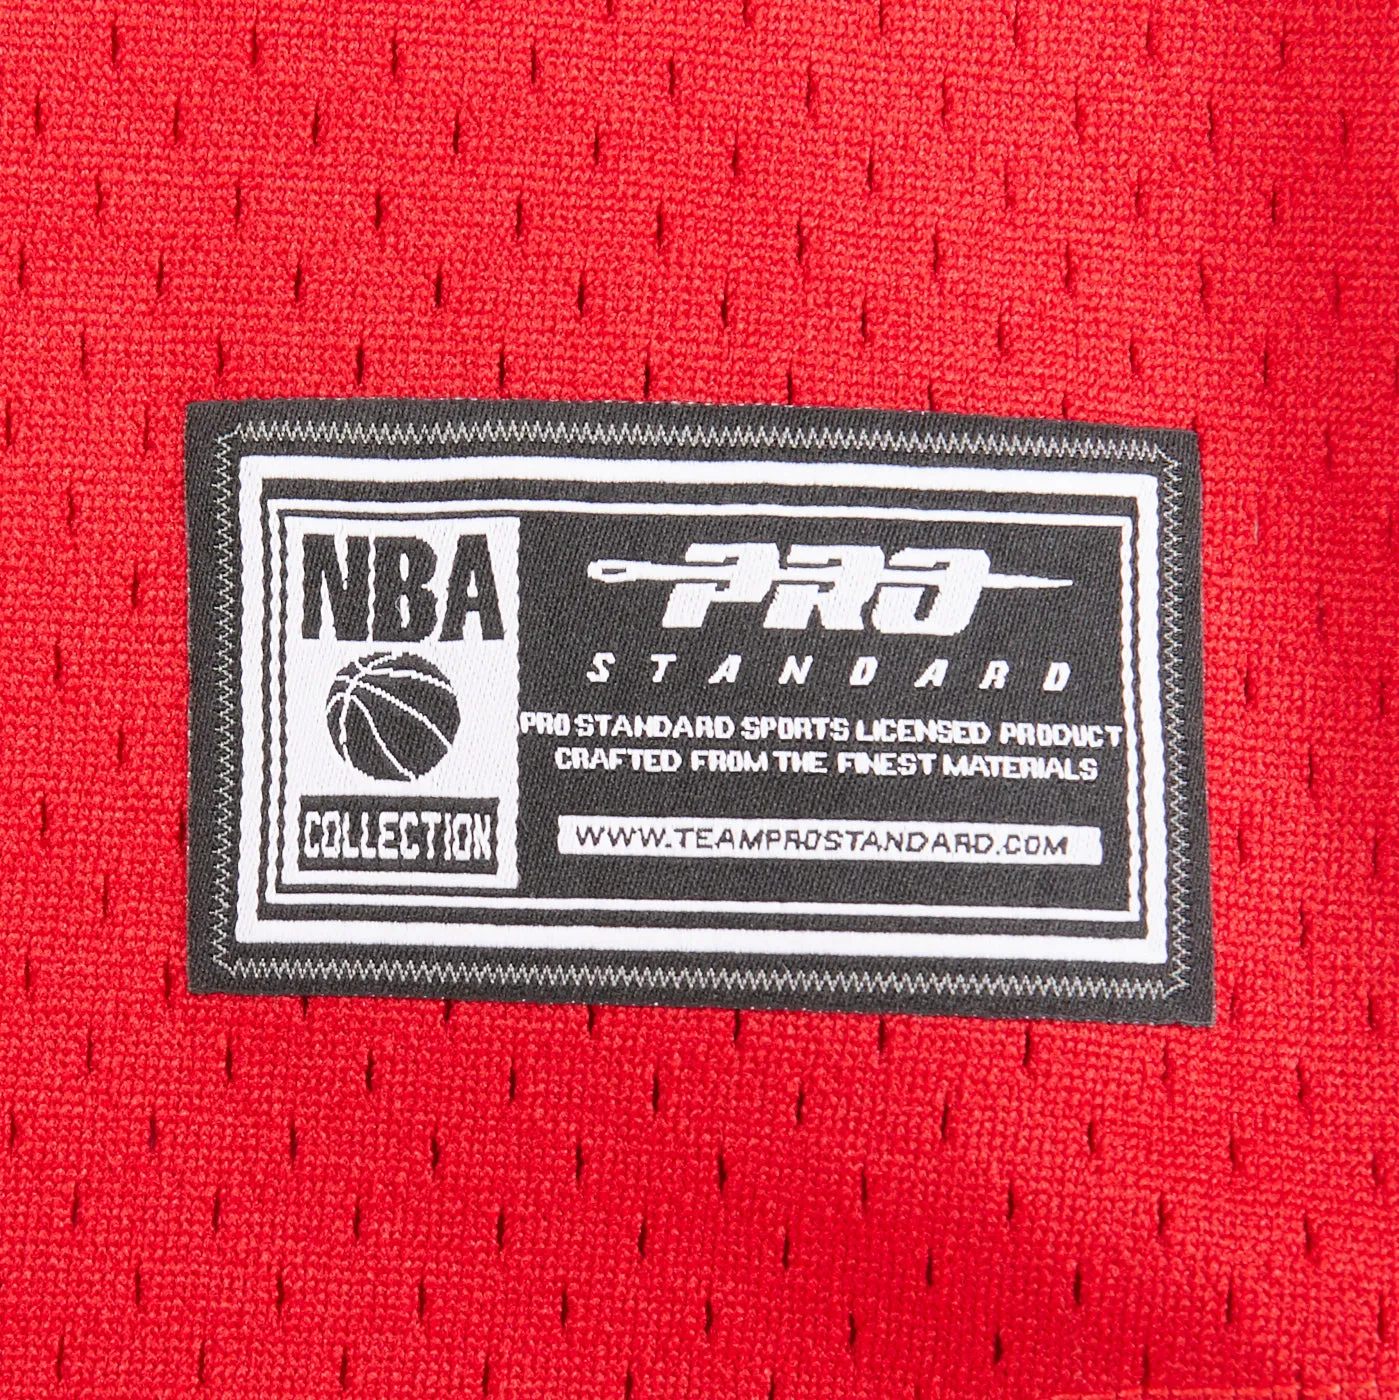 NBA
COLLECTION
PRO
STANDARD
PRO STANDARD SPORTS LICENSED PRODUCT
CRAFTED FROM THE FINEST MATERIALS
WWW.TEAMPROSTANDARD.COM